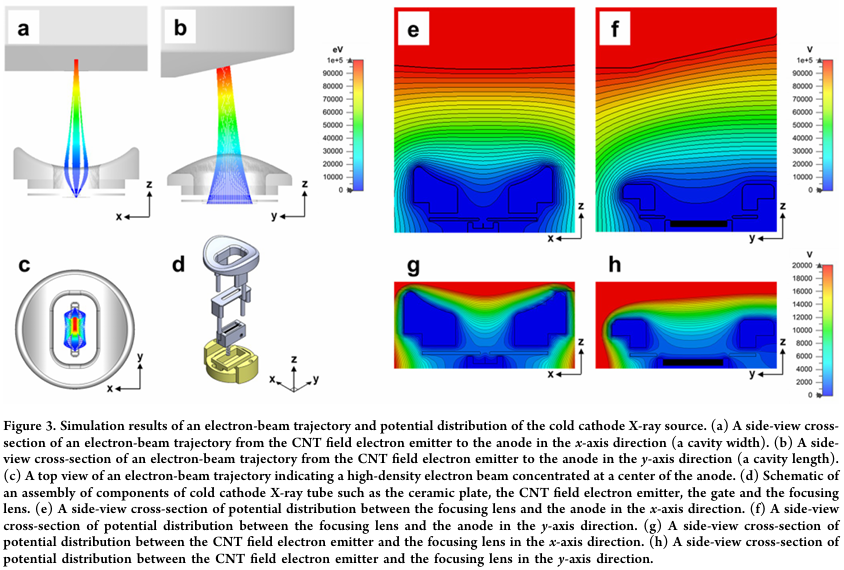 a
b
eV
1e+5
90000
80000
70000
60000
50000
40000
30000
20000
10000
0
z
x
z
y
c
d
y
x
z
x
y
e
f
V
1e+5
90000
80000
70000
60000
50000
40000
30000
20000
10000
0
z
x
z
y
g
h
V
20000
18000
16000
14000
12000
10000
8000
6000
4000
2000
0
z
x
z
y
Figure 3. Simulation results of an electron-beam trajectory and potential distribution of the cold cathode X-ray source. (a) A side-view cross-
section of an electron-beam trajectory from the CNT field electron emitter to the anode in the x-axis direction (a cavity width). (b) A side-
view cross-section of an electron-beam trajectory from the CNT field electron emitter to the anode in the y-axis direction (a cavity length).
(c) A top view of an electron-beam trajectory indicating a high-density electron beam concentrated at a center of the anode. (d) Schematic of
an assembly of components of cold cathode X-ray tube such as the ceramic plate, the CNT field electron emitter, the gate and the focusing
lens. (e) A side-view cross-section of potential distribution between the focusing lens and the anode in the x-axis direction. (f) A side-view
cross-section of potential distribution between the focusing lens and the anode in the y-axis direction. (g) A side-view cross-section of
potential distribution between the CNT field electron emitter and the focusing lens in the x-axis direction. (h) A side-view cross-section of
potential distribution between the CNT field electron emitter and the focusing lens in the y-axis direction.